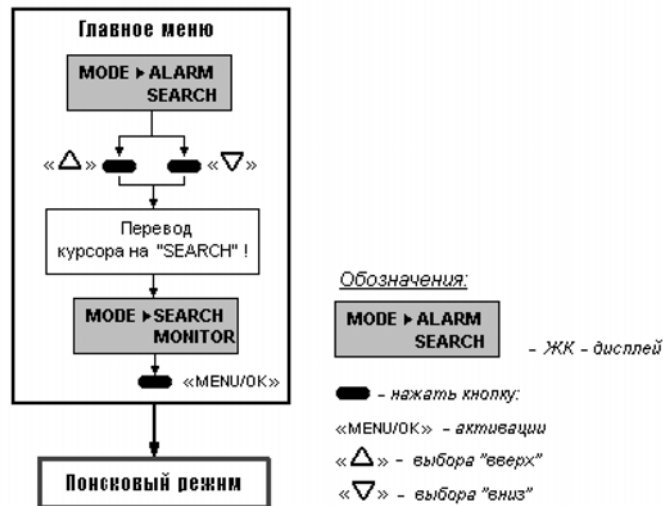 Главное меню
MODE ▸ ALARM
SEARCH
«△» «▽»
Перевод
курсора на "SEARCH" !
MODE ▸ SEARCH
MONITOR
«MENU/OK»
Поисковый режим
Обозначения:
MODE ▸ ALARM
SEARCH
- ЖК - дисплей
- нажать кнопку:
«MENU/OK» - активации
«△» - выбора "вверх"
«▽» - выбора "вниз"